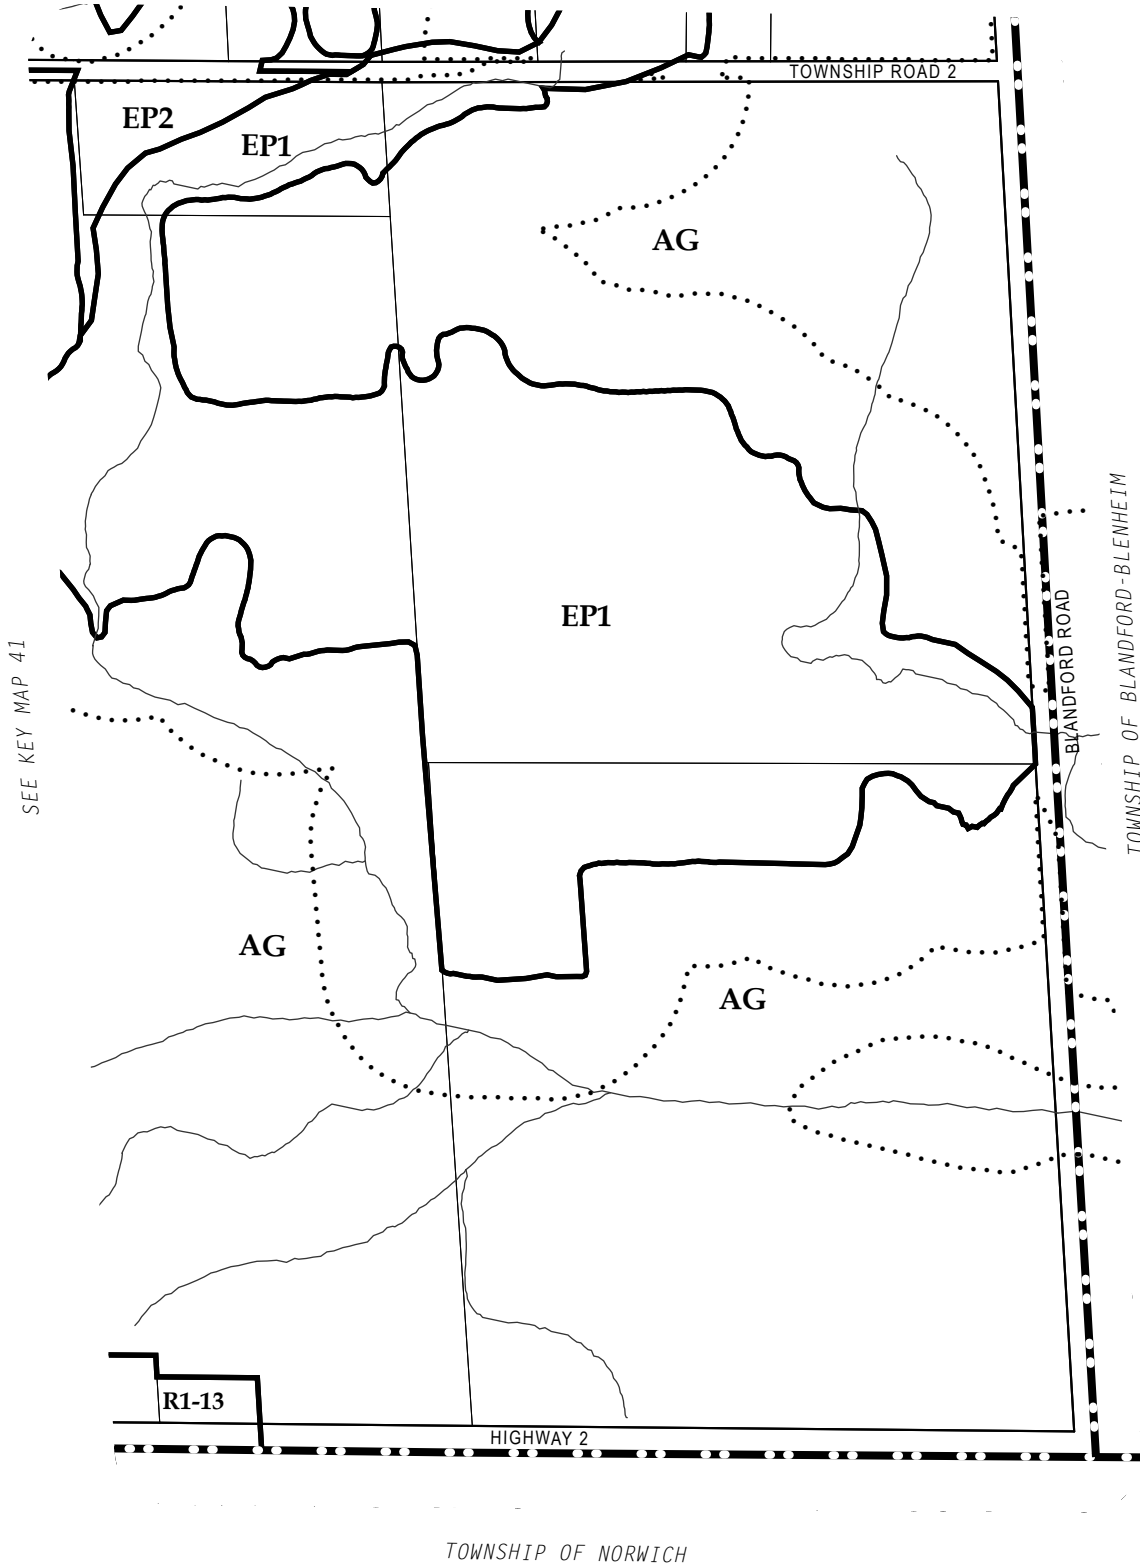 TOWNSHIP ROAD 2
EP2
EP1
AG
EP1
SEE KEY MAP 41
BLANDFORD ROAD
TOWNSHIP OF BLANDFORD-BLENHEIM
AG
AG
R1-13
HIGHWAY 2
TOWNSHIP OF NORWICH